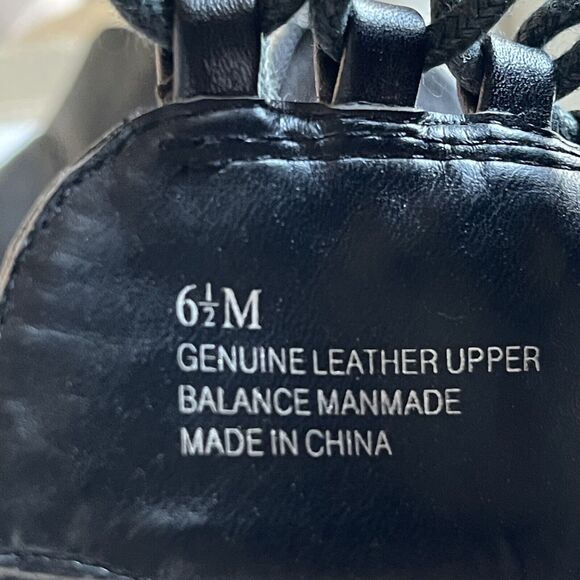 6½M
GENUINE LEATHER UPPER
BALANCE MANMADE
MADE IN CHINA